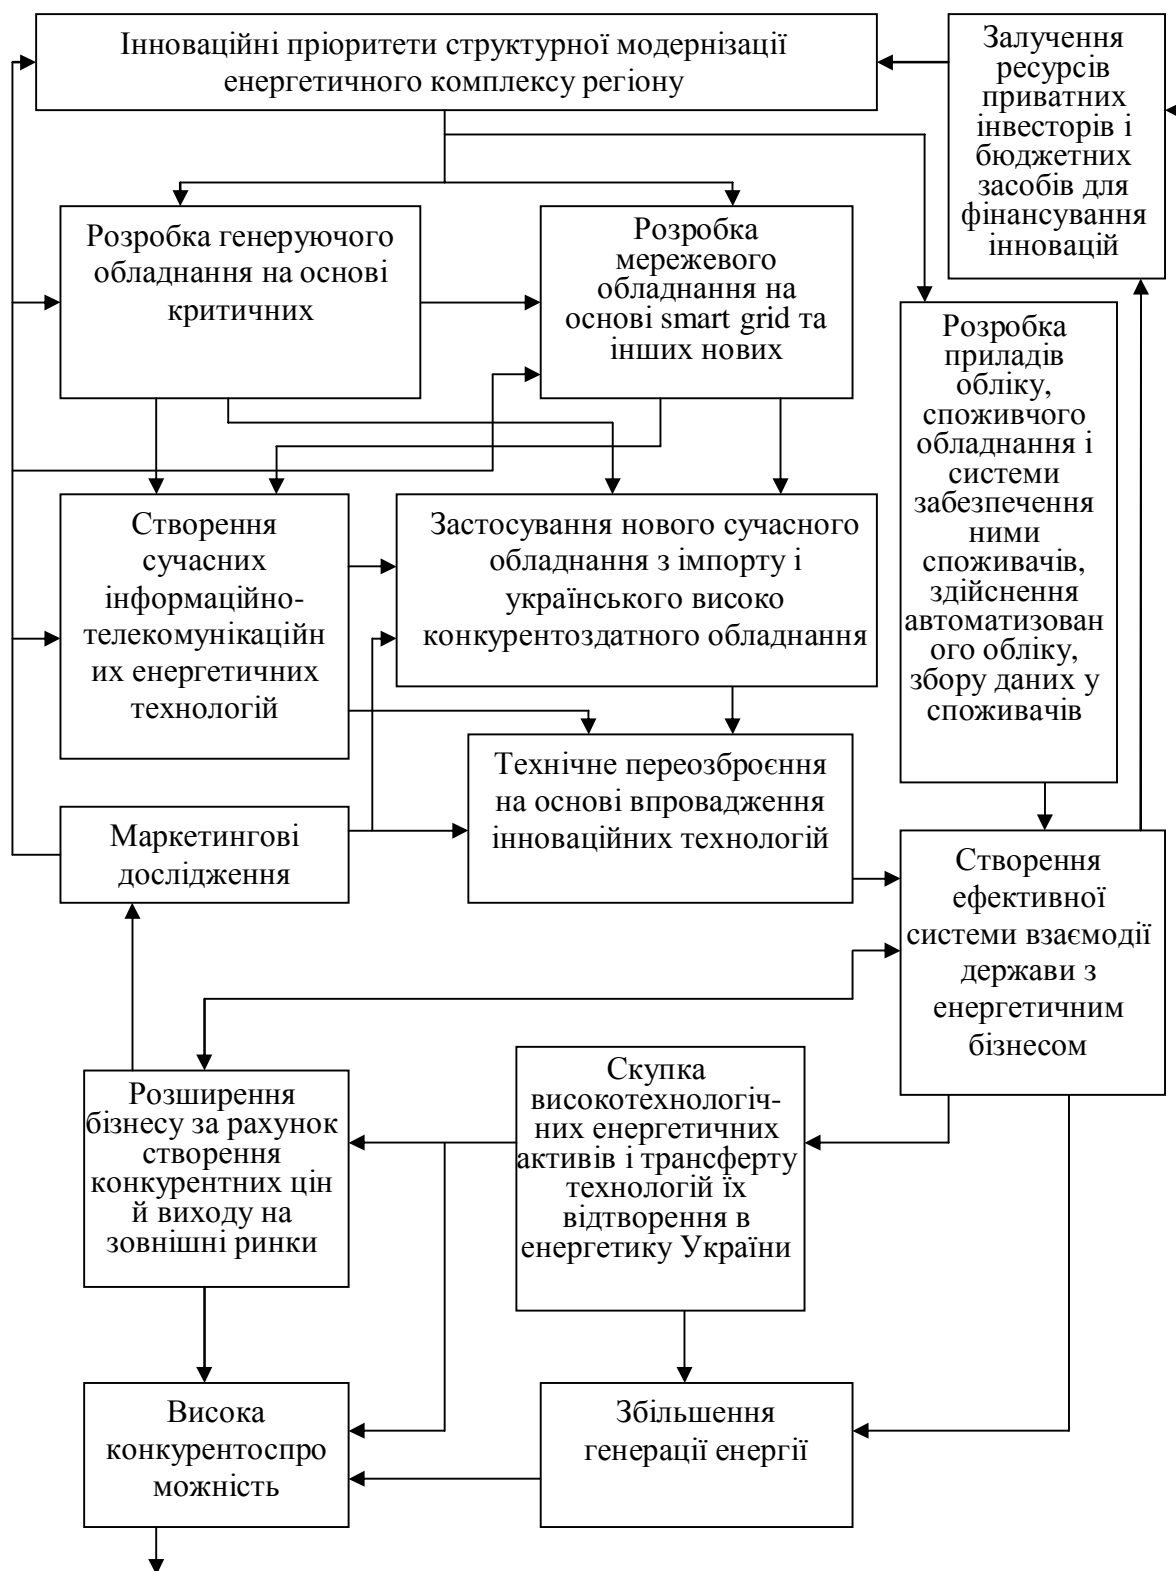 Інноваційні пріоритети структурної модернізації
енергетичного комплексу регіону
Залучення
ресурсів
приватних
інвесторів і
бюджетних
засобів для
фінансування
інновацій
Розробка генеруючого
обладнання на основі
критичних
Розробка
мережевого
обладнання на
основі smart grid та
інших нових
Розробка
приладів
обліку,
споживчого
обладнання і
системи
забезпечення
ними
споживачів,
здійснення
автоматизован
ого обліку,
збору даних у
споживачів
Створення
сучасних
інформаційно-
телекомунікаційн
их енергетичних
технологій
Застосування нового сучасного
обладнання з імпорту і
українського високо
конкурентоздатного обладнання
Технічне переозброєння
на основі впровадження
інноваційних технологій
Маркетингові
дослідження
Створення
ефективної
системи взаємодії
держави з
енергетичним
бізнесом
Розширення
бізнесу за рахунок
створення
конкурентних цін
й виходу на
зовнішні ринки
Скупка
високотехнологіч-
них енергетичних
активів і трансферту
технологій їх
відтворення в
енергетику України
Висока
конкурентоспро
можність
Збільшення
генерації енергії